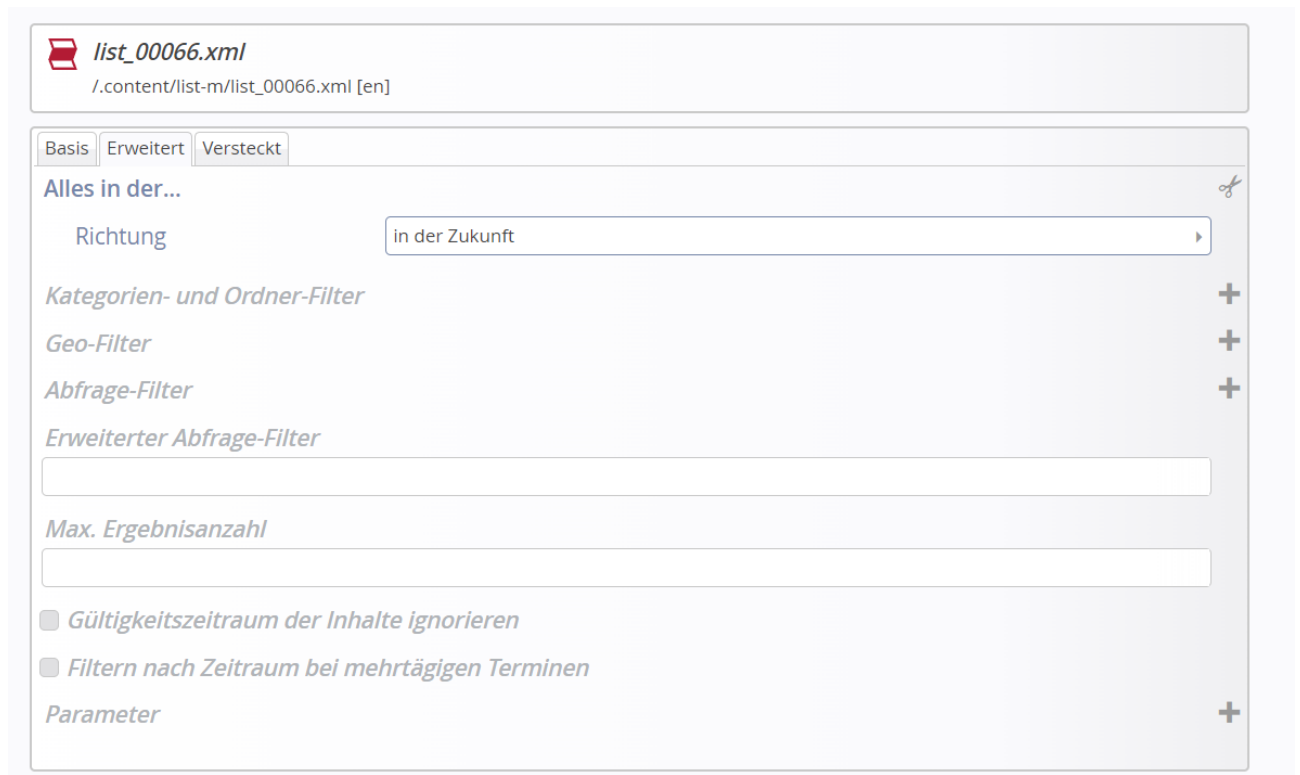 list_00066.xml
/.content/list-m/list_00066.xml [en]
Basis Erweitert Versteckt
Alles in der...
Richtung in der Zukunft
Kategorien- und Ordner-Filter
Geo-Filter
Abfrage-Filter
Erweiterter Abfrage-Filter
Max. Ergebnisanzahl
Gültigkeitszeitraum der Inhalte ignorieren
Filtern nach Zeitraum bei mehrtägigen Terminen
Parameter